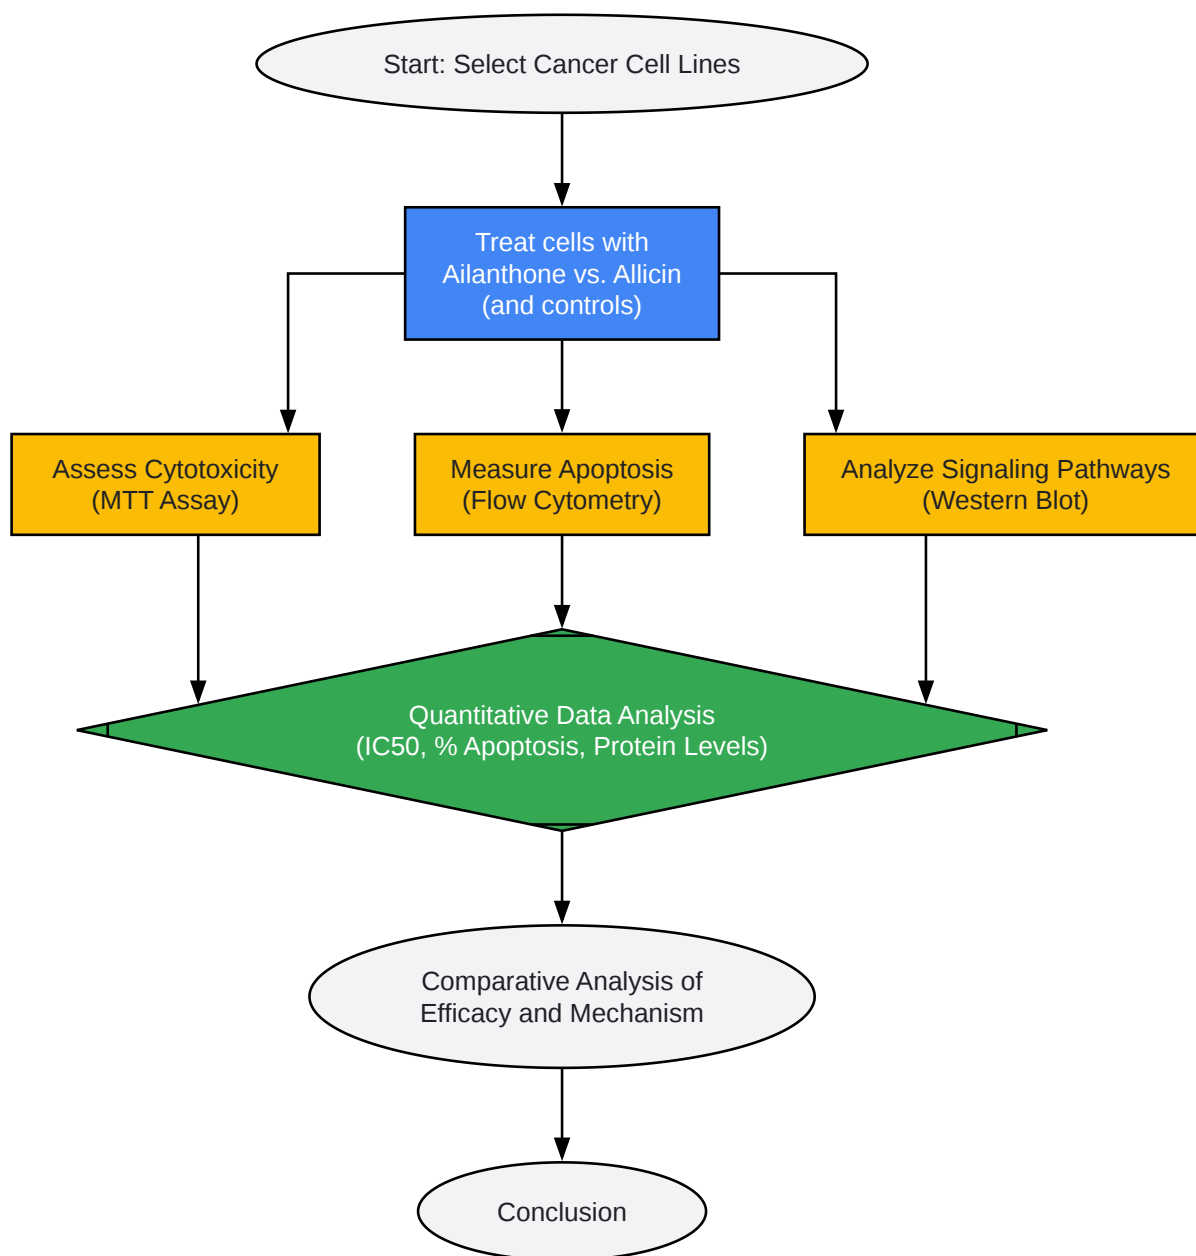 Start: Select Cancer Cell Lines
Treat cells with
Ailanthone vs. Allicin
(and controls)
Assess Cytotoxicity
(MTT Assay)
Measure Apoptosis
(Flow Cytometry)
Analyze Signaling Pathways
(Western Blot)
Quantitative Data Analysis
(IC50, % Apoptosis, Protein Levels)
Comparative Analysis of
Efficacy and Mechanism
Conclusion